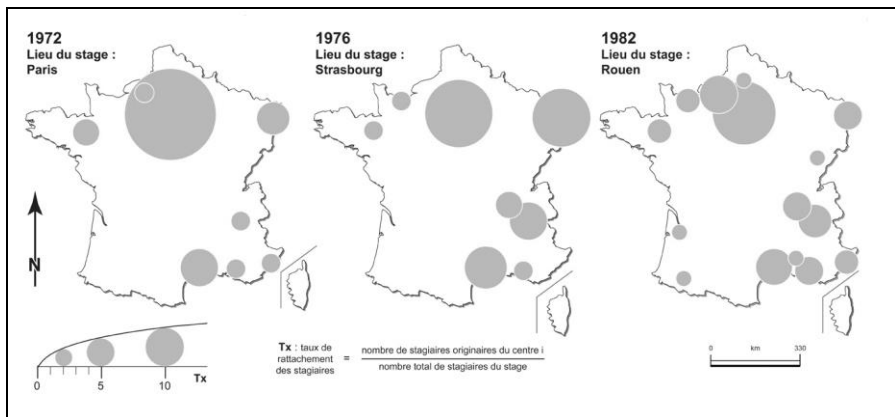 1972
Lieu du stage :
Paris
1976
Lieu du stage :
Strasbourg
1982
Lieu du stage :
Rouen
N
0 5 10 Tx
Tx : taux de
rattachement
des stagiaires
=
nombre de stagiaires originaires du centre i
nombre total de stagiaires du stage
0 km 330